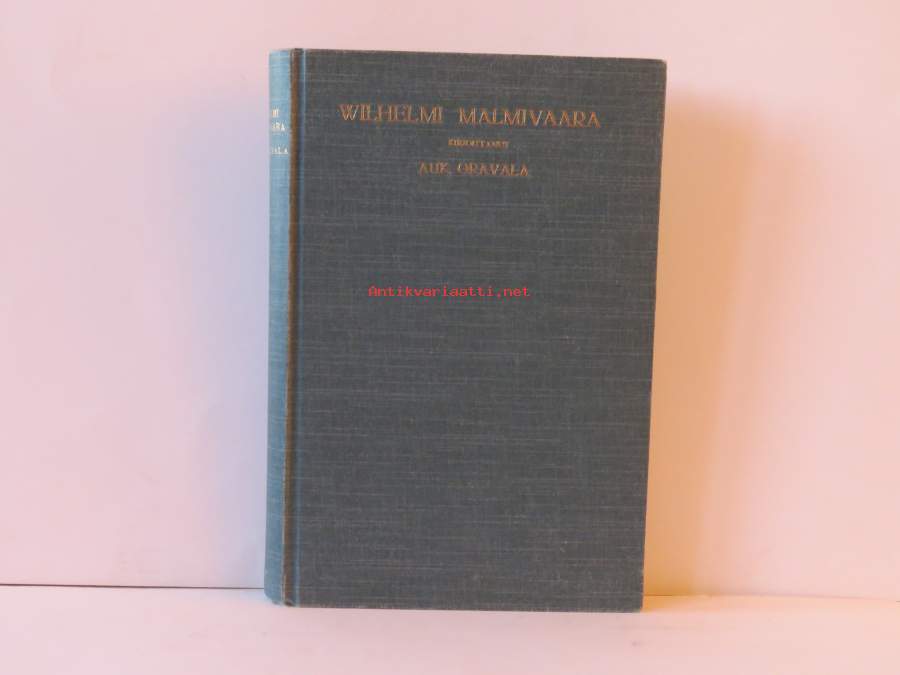 WILHELMI MALMIVAARA
KIRJOITTANUT
AUK. ORAVALA
Antikvariaatti.net